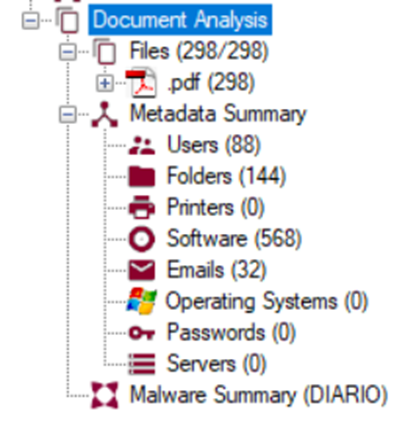 Document Analysis
Files (298/298)
.pdf (298)
Metadata Summary
Users (88)
Folders (144)
Printers (0)
Software (568)
Emails (32)
Operating Systems (0)
Passwords (0)
Servers (0)
Malware Summary (DIARIO)